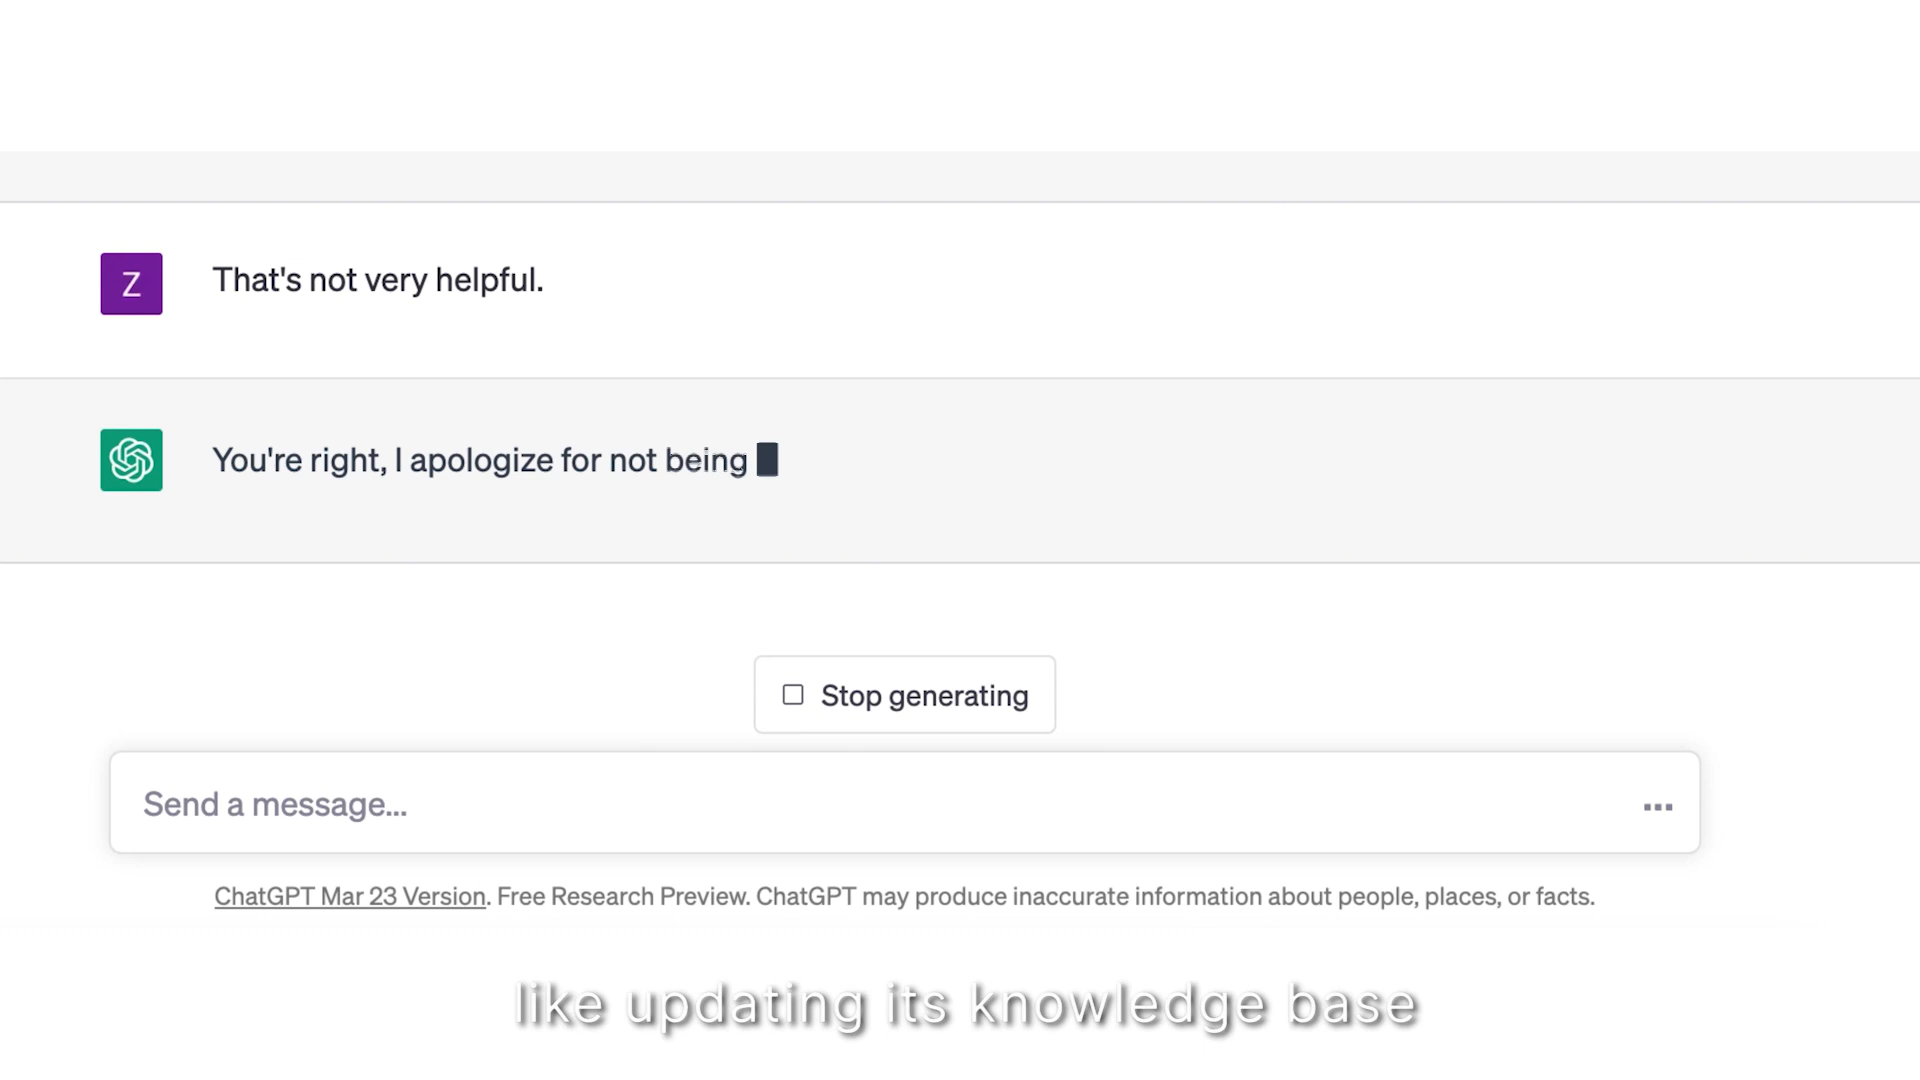 Z
That's not very helpful.
You're right, I apologize for not being
Stop generating
Send a message...
ChatGPT Mar 23 Version. Free Research Preview. ChatGPT may produce inaccurate information about people, places, or facts.
like updating its knowledge base